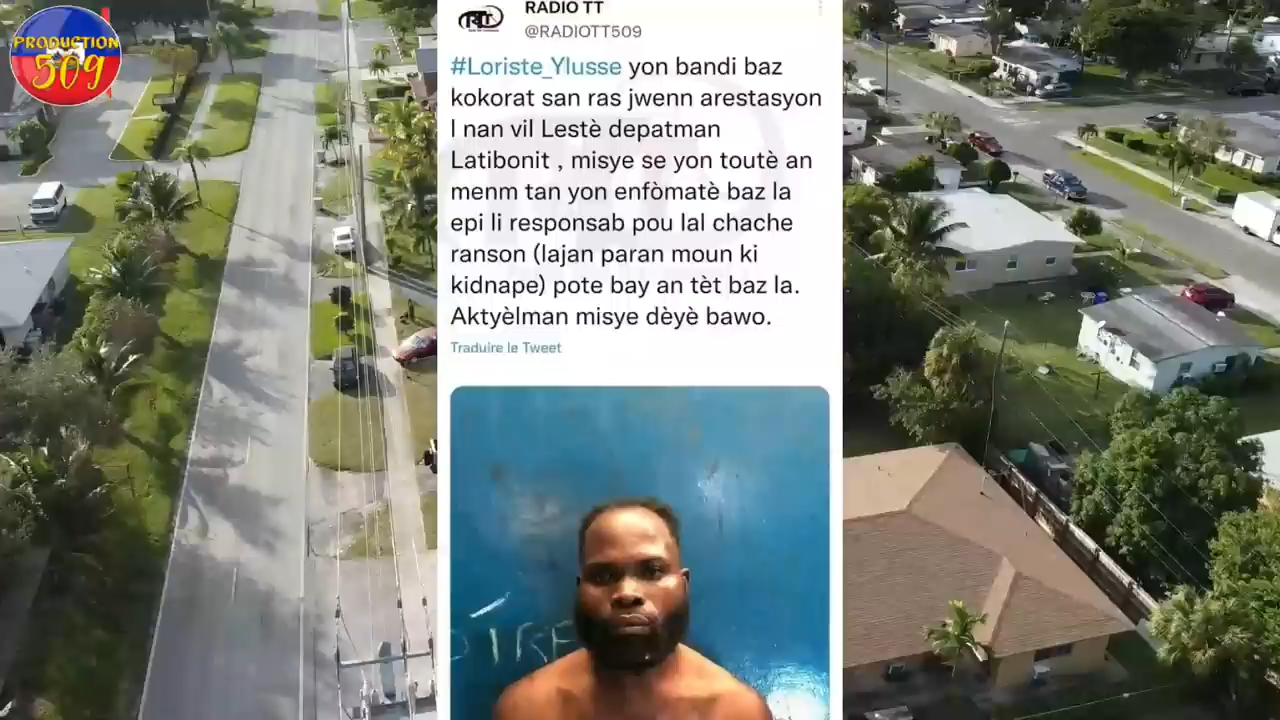 PRODUCTION
509
RADIO TT
@RADIOTT509
#Loriste_Ylusse yon bandi baz
kokorat san ras jwenn arestasyon
l nan vil Lestè depatman
Latibonit , misye se yon toutè an
menm tan yon enfòmatè baz la
epi li responsab pou lal chache
ranson (lajan paran moun ki
kidnape) pote bay an tèt baz la.
Aktyèlman misye dèyè bawo.
Traduire le Tweet